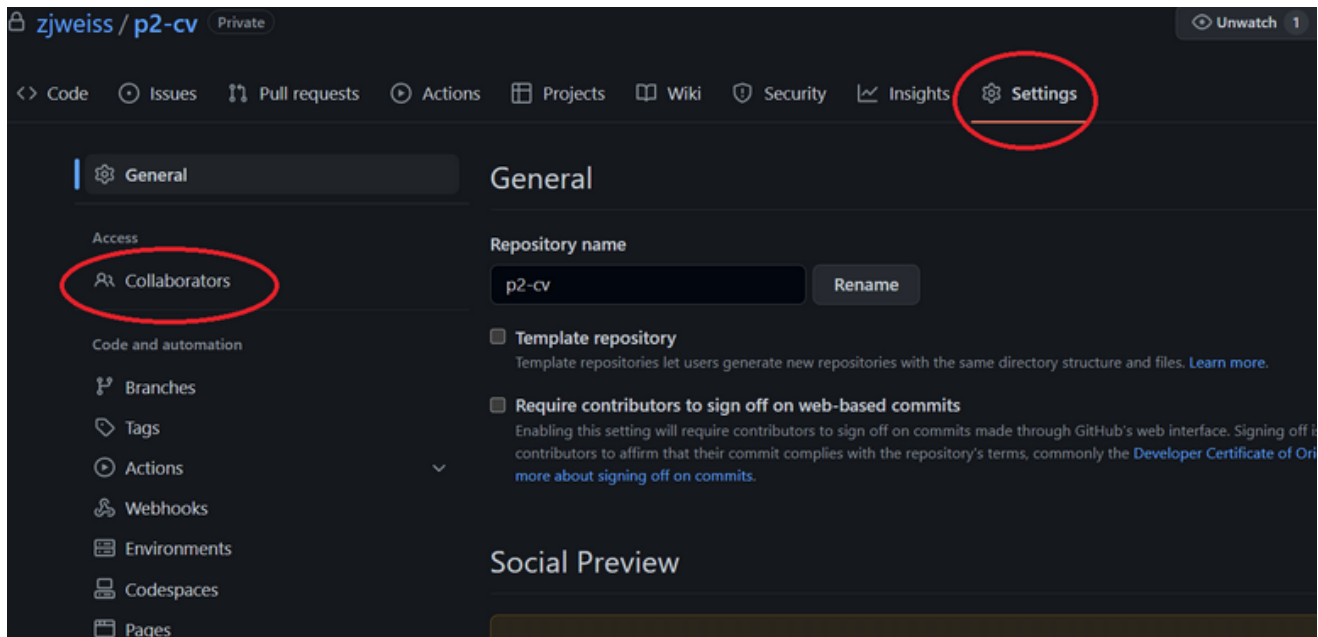 zjweiss / p2-cv Private
Unwatch 1
Code Issues Pull requests Actions Projects Wiki Security Insights Settings
General
Access
Collaborators
Code and automation
Branches
Tags
Actions
Webhooks
Environments
Codespaces
Pages
General
Repository name
p2-cv Rename
Template repository
Template repositories let users generate new repositories with the same directory structure and files. Learn more.
Require contributors to sign off on web-based commits
Enabling this setting will require contributors to sign off on commits made through GitHub's web interface. Signing off
contributors to affirm that their commit complies with the repository's terms, commonly the Developer Certificate of
more about signing off on commits.
Social Preview